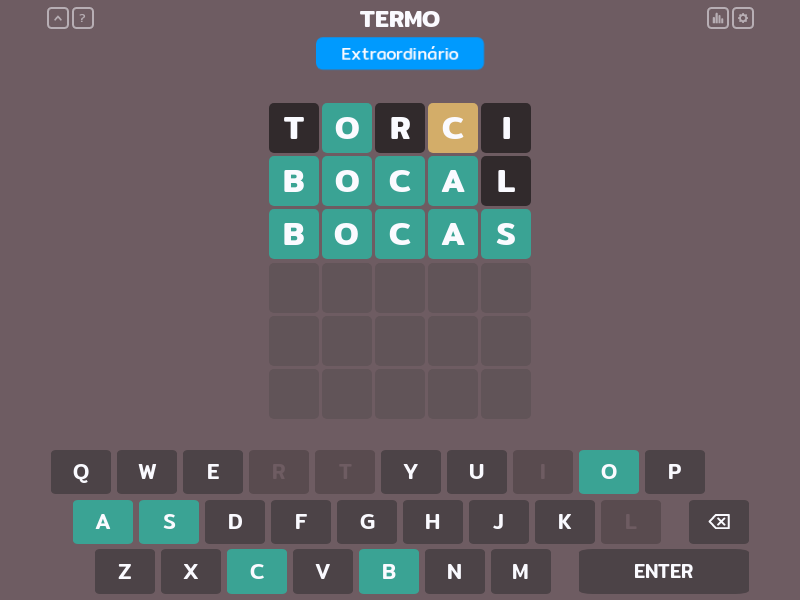 ?
TERMO
Extraordinário
TORCI
BOCAL
BOCAS
Q W E R T Y U I O P
A S D F G H J K L
Z X C V B N M ENTER